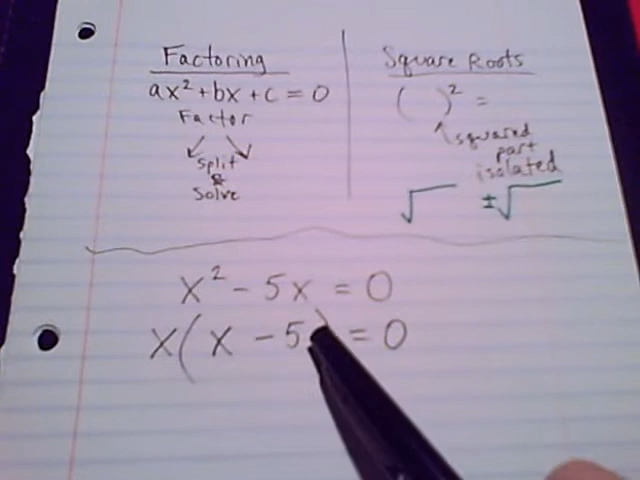 Factoring
ax² + bx + c = 0
Factor
split
&
Solve
Square Roots
( )² =
squared
part
isolated
√ ±√
x² - 5x = 0
x(x - 5) = 0